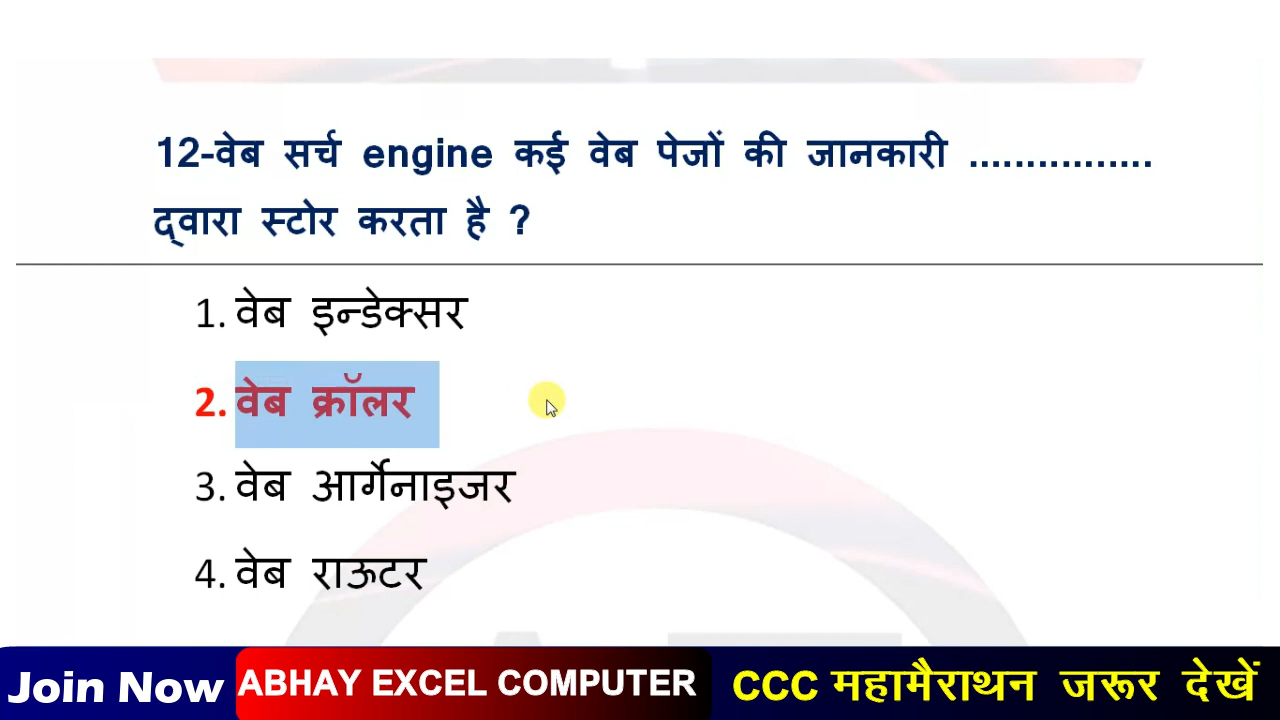 12-वेब सर्च engine कई वेब पेजों की जानकारी ................
द्वारा स्टोर करता है ?
1. वेब इन्डेक्सर
2. वेब क्रॉलर
3. वेब आर्गेनाइजर
4. वेब राऊटर
Join Now ABHAY EXCEL COMPUTER CCC महामैराथन जरूर देखें